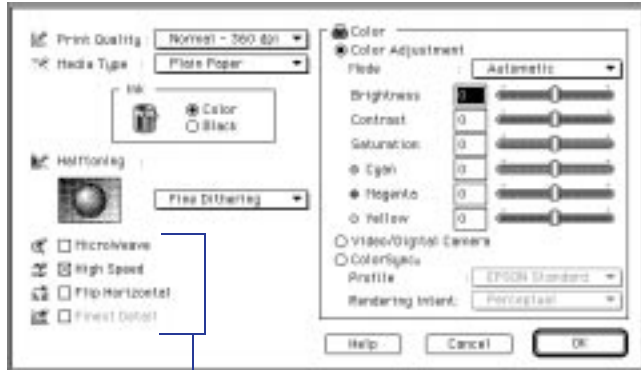 Print Quality : Normal - 360 dpi
Media Type : Plain Paper
Ink
Color
Black
Halftoning :
Fine Dithering
MicroWeave
High Speed
Flip Horizontal
Finest Detail
Color
Color Adjustment
Mode : Automatic
Brightness 0
Contrast 0
Saturation 0
Cyan 0
Magenta 0
Yellow 0
Video/Digital Camera
ColorSync
Profile : EPSON Standard
Rendering Intent: Perceptual
Help
Cancel
OK